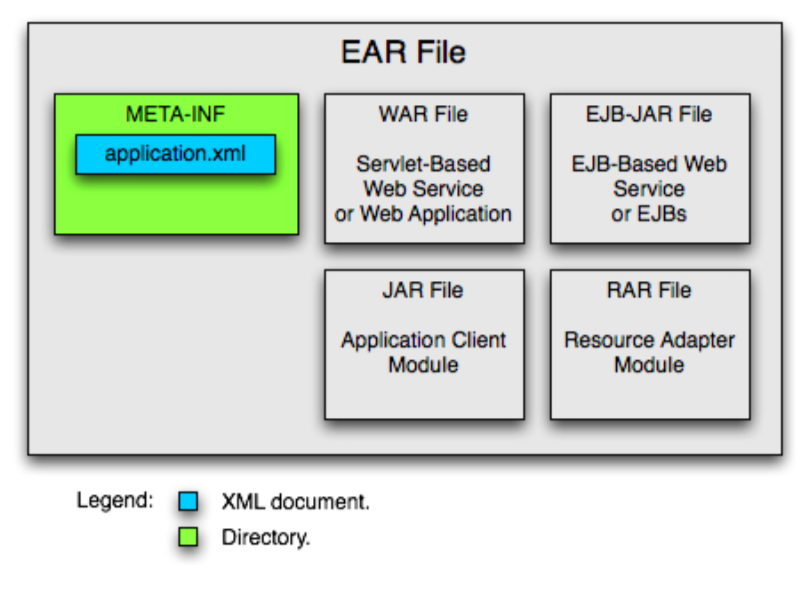 EAR File
META-INF
application.xml
WAR File
Servlet-Based
Web Service
or Web Application
EJB-JAR File
EJB-Based Web
Service
or EJBs
JAR File
Application Client
Module
RAR File
Resource Adapter
Module
Legend:
XML document.
Directory.